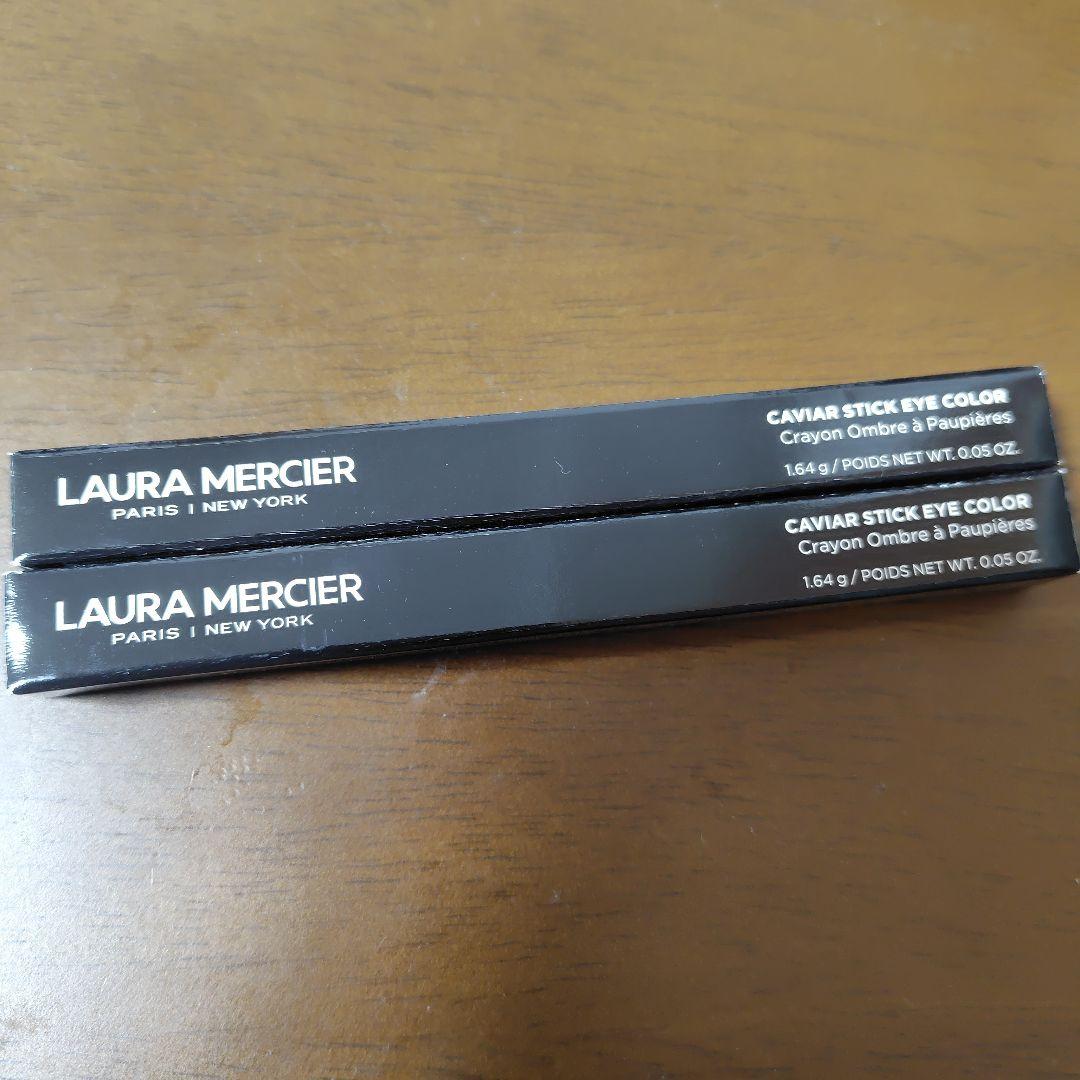 LAURA MERCIER
PARIS | NEW YORK
CAVIAR STICK EYE COLOR
Crayon Ombre à Paupières
1.64 g / POIDS NET WT. 0.05 OZ.
LAURA MERCIER
PARIS | NEW YORK
CAVIAR STICK EYE COLOR
Crayon Ombre à Paupières
1.64 g / POIDS NET WT. 0.05 OZ.